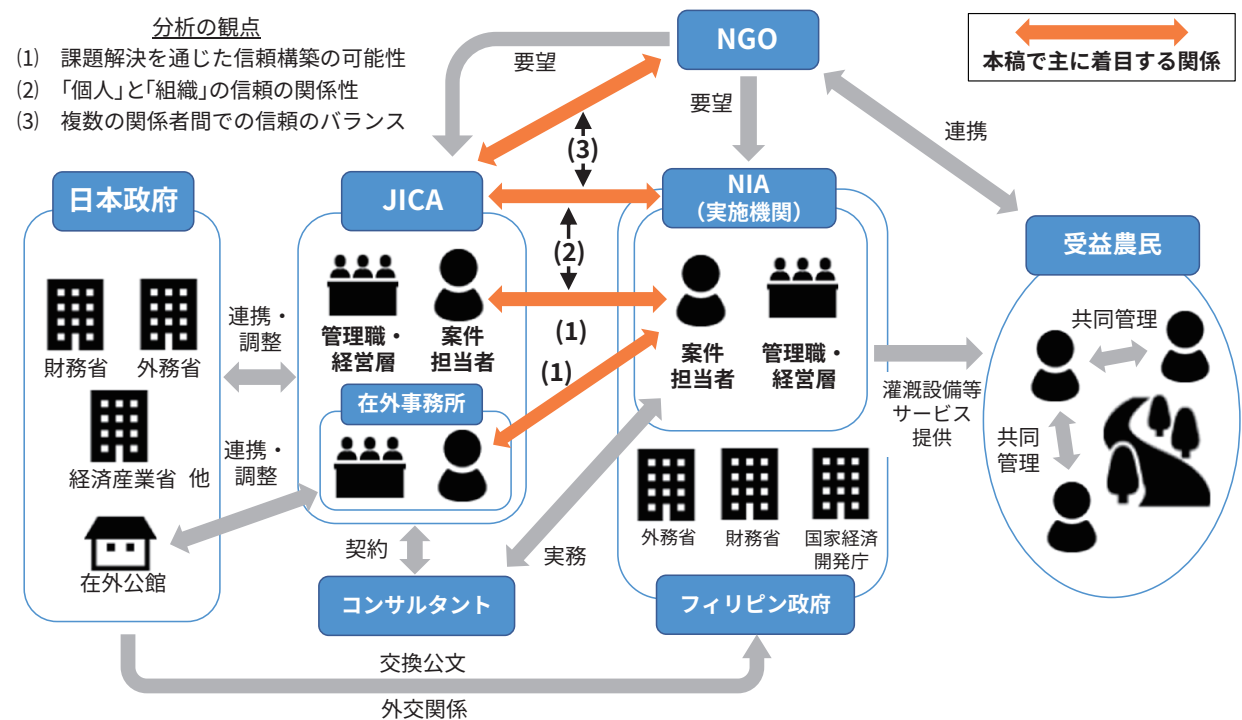 分析の観点
(1) 課題解決を通じた信頼構築の可能性
(2) 「個人」と「組織」の信頼の関係性
(3) 複数の関係者間での信頼のバランス
NGO
本稿で主に着目する関係
要望
要望
連携
(3)
日本政府
JICA
NIA
（実施機関）
受益農民
(2)
財務省
外務省
経済産業省 他
在外公館
連携・
調整
連携・
調整
管理職・
経営層
案件
担当者
在外事務所
(1)
(1)
案件
担当者
管理職・
経営層
灌漑設備等
サービス
提供
共同管理
共同
管理
外務省
財務省
国家経済
開発庁
契約
実務
コンサルタント
フィリピン政府
交換公文
外交関係